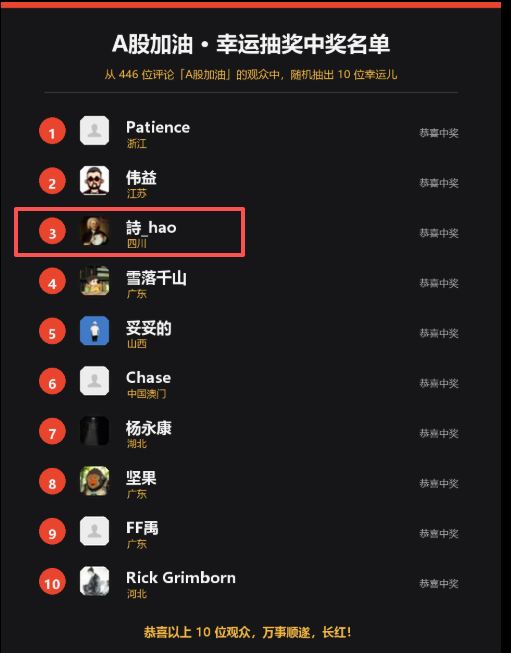 A股加油 • 幸运抽奖中奖名单
从 446 位评论「A股加油」的观众中，随机抽出 10 位幸运儿
1 Patience 恭喜中奖
浙江
2 伟益 恭喜中奖
江苏
3 詩_hao 恭喜中奖
四川
4 雪落千山 恭喜中奖
广东
5 妥妥的 恭喜中奖
山西
6 Chase 恭喜中奖
中国澳门
7 杨永康 恭喜中奖
湖北
8 坚果 恭喜中奖
广东
9 FF禹 恭喜中奖
广东
10 Rick Grimborn 恭喜中奖
河北
恭喜以上 10 位观众，万事顺遂，长红！